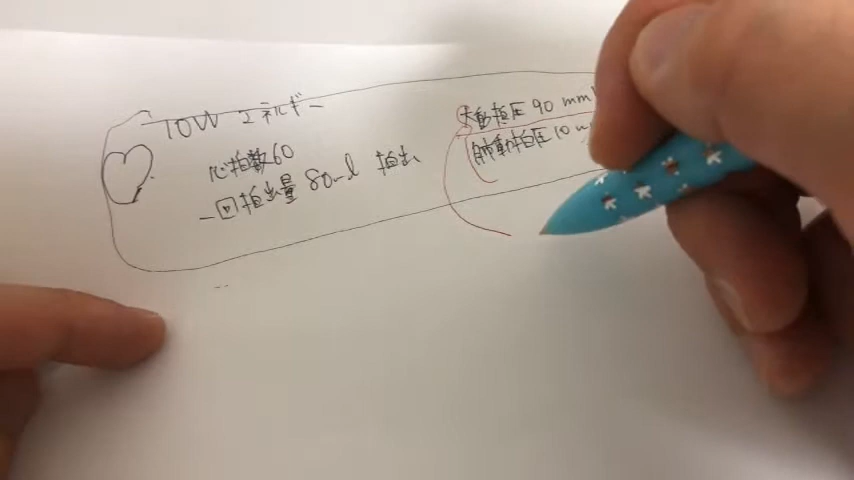 10W エネルギー
心拍数60
一回拍出量 80ml 拍出
大動脈圧 90 mm
肺動脈圧 10 m